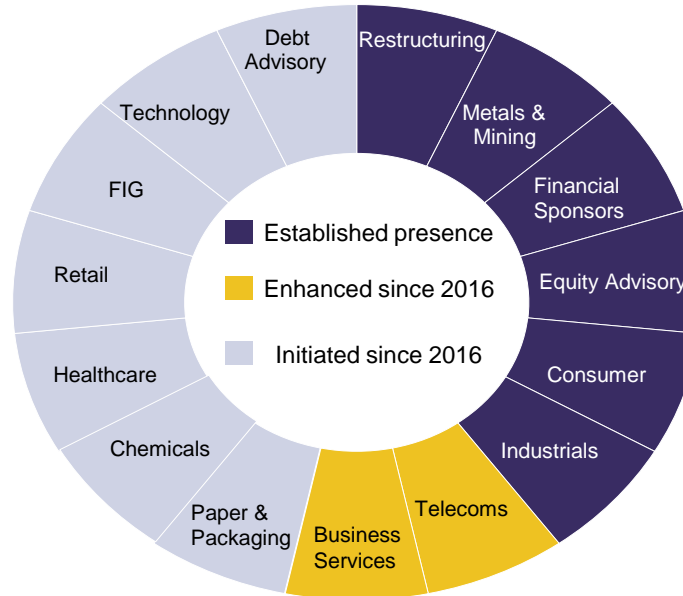 Debt
Advisory
Restructuring
Technology
Metals &
Mining
FIG
Financial
Sponsors
Established presence
Retail
Equity Advisory
Enhanced since 2016
Initiated since 2016
Healthcare
Consumer
Chemicals
Industrials
Paper &
Packaging
Business
Services
Telecoms